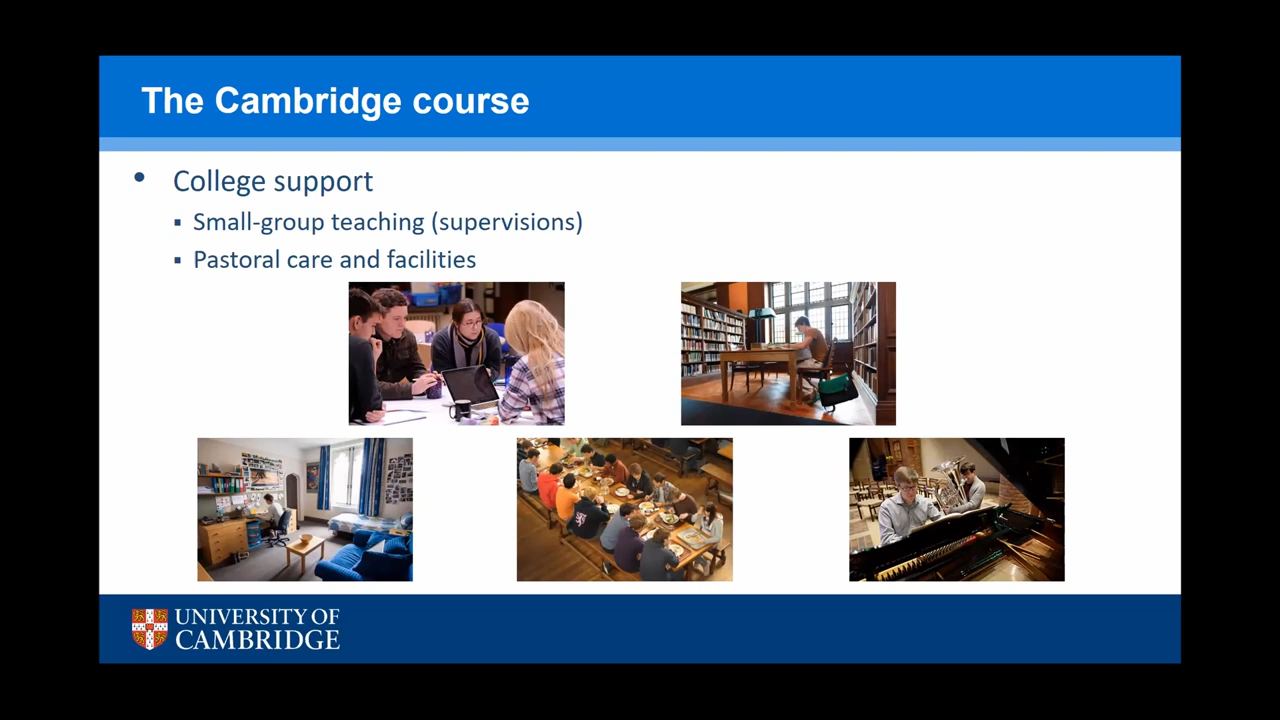 The Cambridge course
• College support
▪ Small-group teaching (supervisions)
▪ Pastoral care and facilities
UNIVERSITY OF
CAMBRIDGE